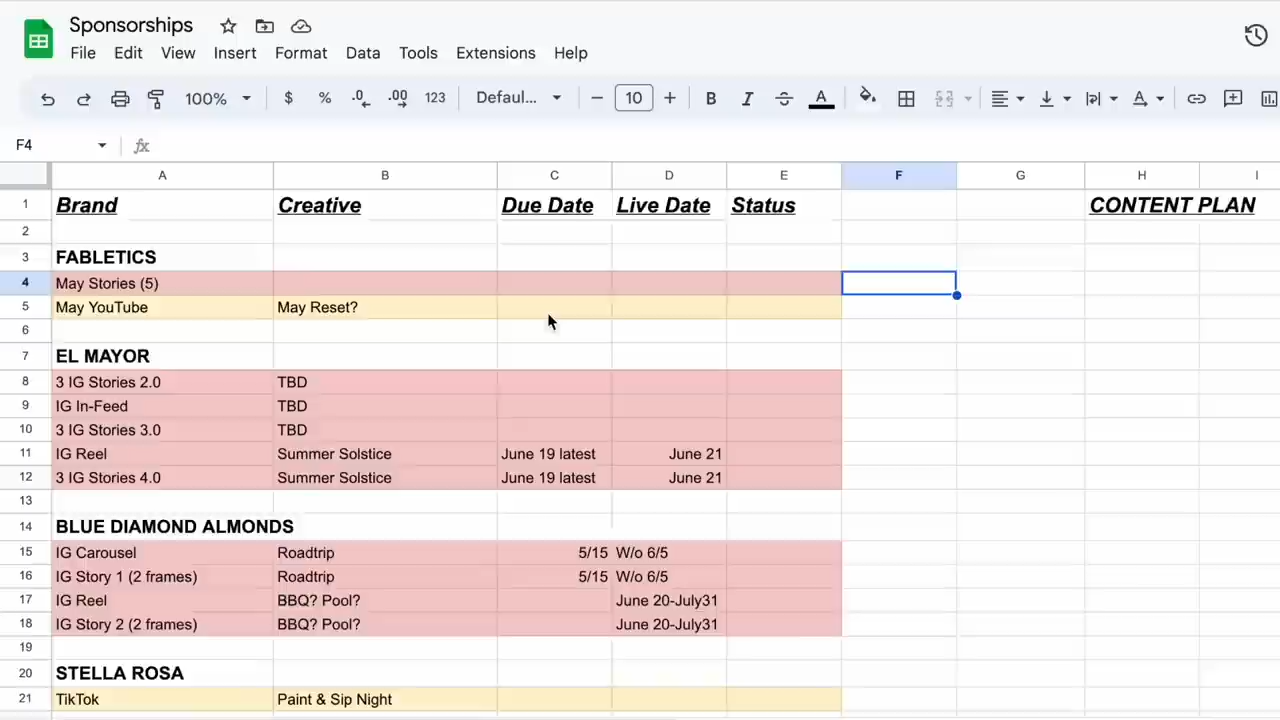 Sponsorships
File Edit View Insert Format Data Tools Extensions Help
100% $ % .0 .00 123 Defaul... 10 B I A
F4 fx
A B C D E F G H I
1 Brand Creative Due Date Live Date Status CONTENT PLAN
2
3 FABLETICS
4 May Stories (5)
5 May YouTube May Reset?
6
7 EL MAYOR
8 3 IG Stories 2.0 TBD
9 IG In-Feed TBD
10 3 IG Stories 3.0 TBD
11 IG Reel Summer Solstice June 19 latest June 21
12 3 IG Stories 4.0 Summer Solstice June 19 latest June 21
13
14 BLUE DIAMOND ALMONDS
15 IG Carousel Roadtrip 5/15 W/o 6/5
16 IG Story 1 (2 frames) Roadtrip 5/15 W/o 6/5
17 IG Reel BBQ? Pool? June 20-July31
18 IG Story 2 (2 frames) BBQ? Pool? June 20-July31
19
20 STELLA ROSA
21 TikTok Paint & Sip Night